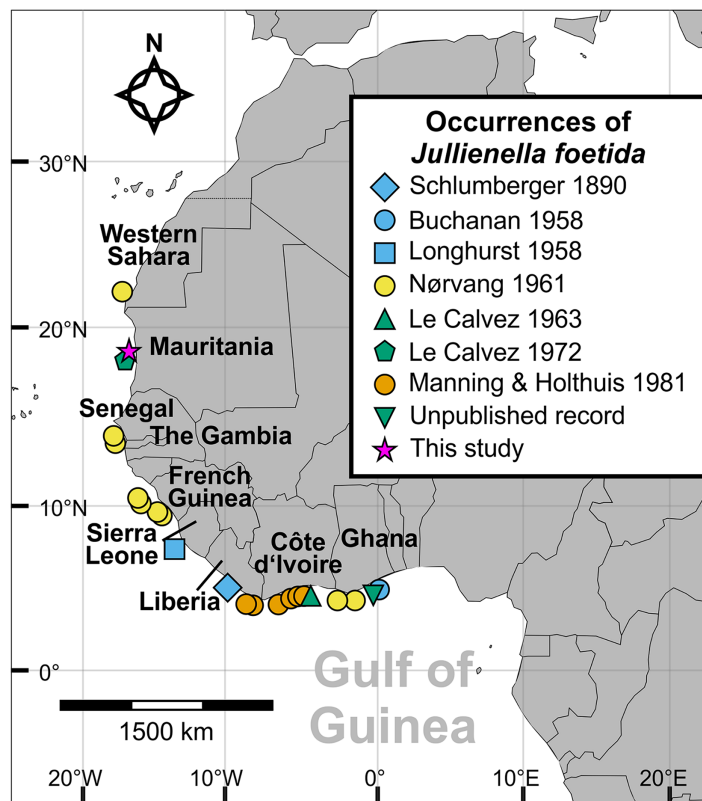 N
Occurrences of
Jullienella foetida
Schlumberger 1890
Buchanan 1958
Longhurst 1958
Nørvang 1961
Le Calvez 1963
Le Calvez 1972
Manning & Holthuis 1981
Unpublished record
This study
30°N
20°N
10°N
0°
Western
Sahara
Mauritania
Senegal
The Gambia
French
Guinea
Sierra
Leone
Liberia
Côte
d‘Ivoire
Ghana
Gulf of
Guinea
1500 km
20°W
10°W
0°
10°E
20°E